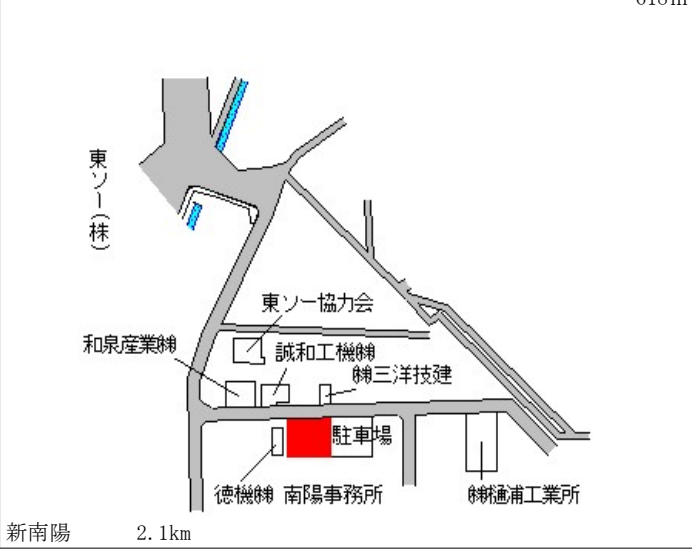 東ソー(株)
東ソー協力会
和泉産業㈱
誠和工機㈱
㈱三洋技建
駐車場
徳機㈱ 南陽事務所
㈱樋浦工業所
新南陽 2.1km